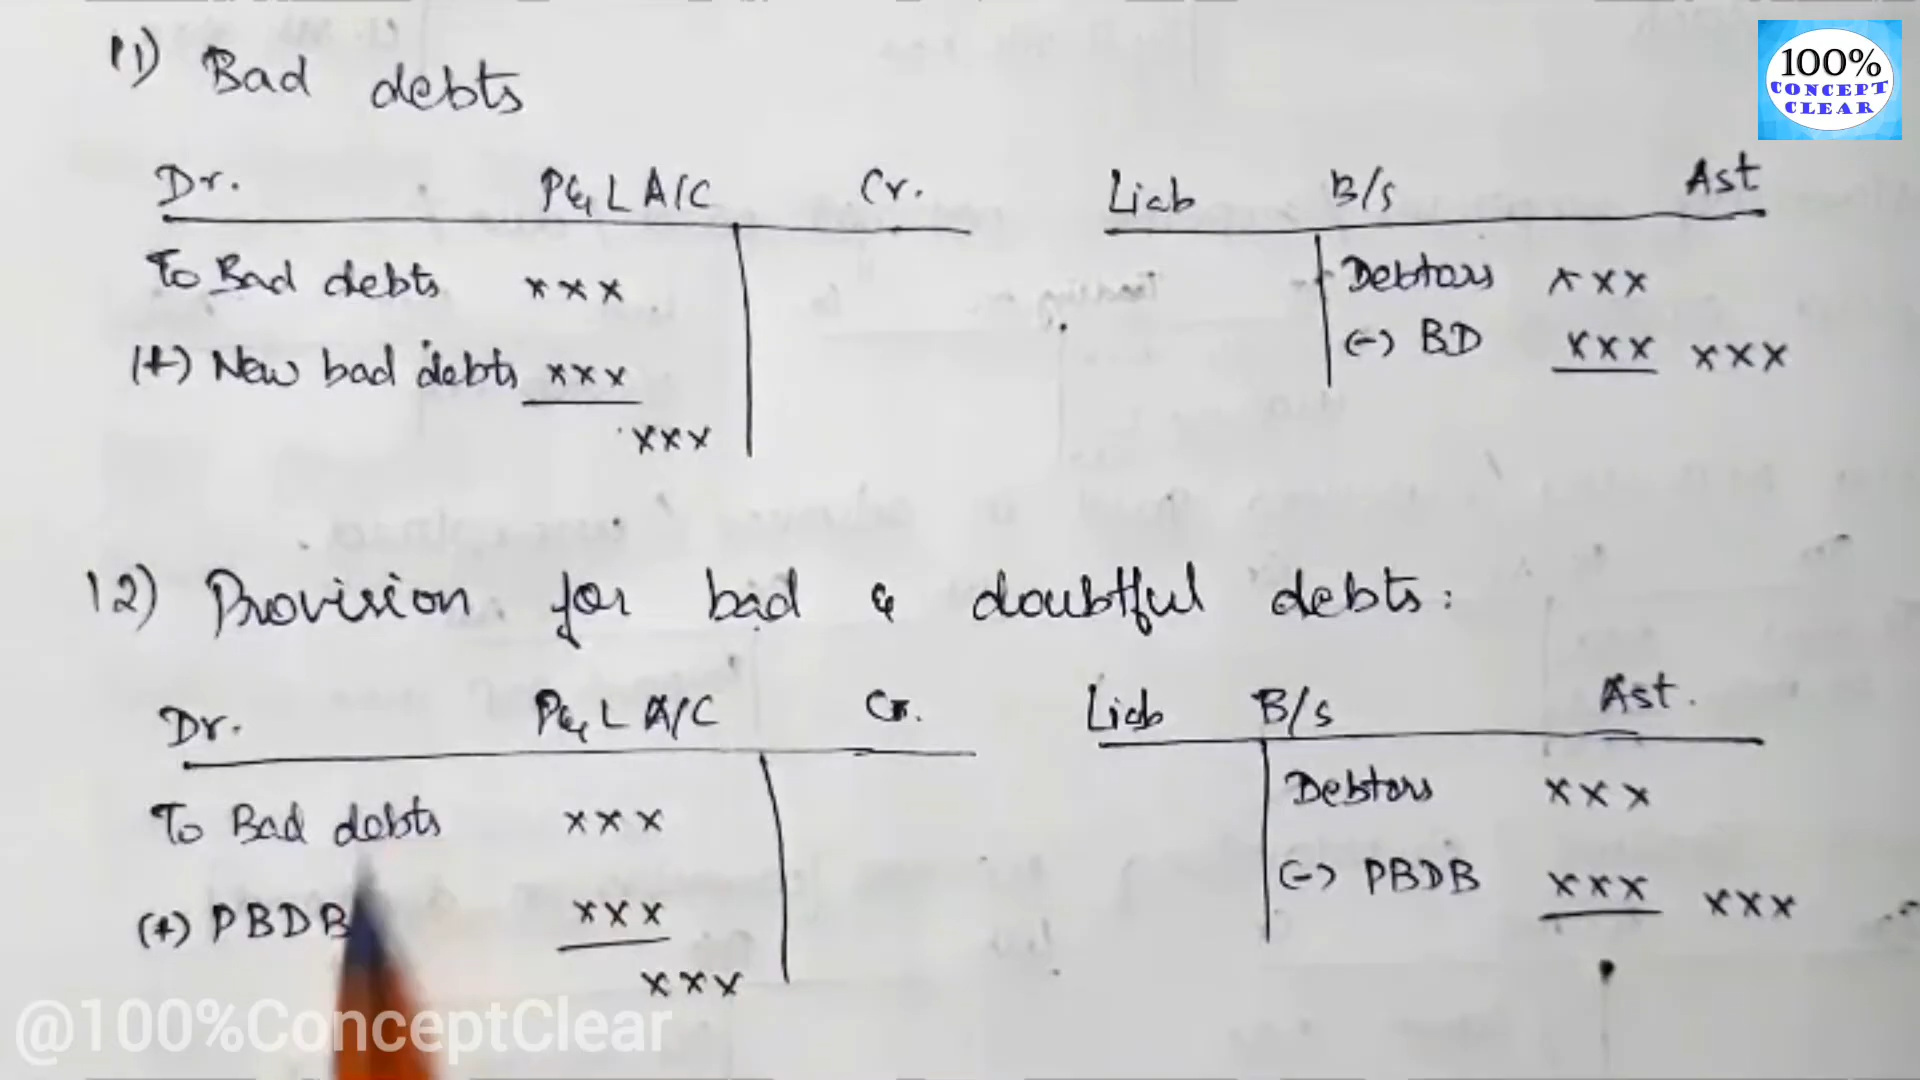 11) Bad debts
Dr. P&L A/C Cr.
To Bad debts xxx
(+) New bad debts xxx
xxx
Liab B/S Ast
Debtors xxx
(-) BD xxx xxx
12) Provision for bad & doubtful debts:
Dr. P&L A/C Cr.
To Bad debts xxx
(+) PBDB xxx
xxx
Liab B/S Ast.
Debtors xxx
(-) PBDB xxx xxx
100%
CONCEPT
CLEAR
@100%ConceptClear